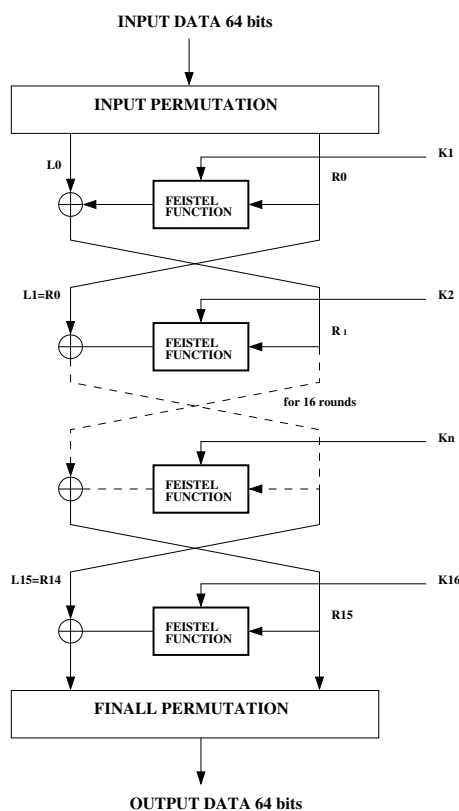 INPUT DATA 64 bits
INPUT PERMUTATION
K1
L0
R0
FEISTEL
FUNCTION
K2
L1=R0
R1
FEISTEL
FUNCTION
for 16 rounds
Kn
FEISTEL
FUNCTION
L15=R14
K16
R15
FEISTEL
FUNCTION
FINALL PERMUTATION
OUTPUT DATA 64 bits